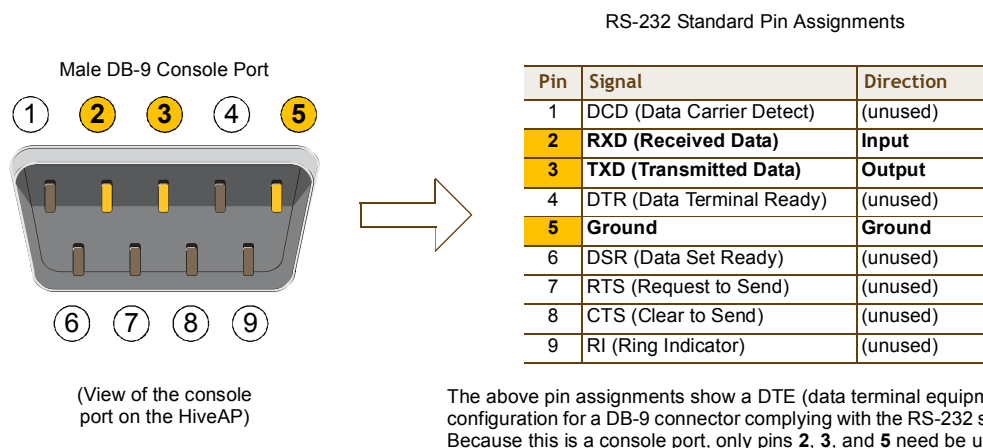 RS-232 Standard Pin Assignments
Male DB-9 Console Port
1 2 3 4 5
6 7 8 9
(View of the console
port on the HiveAP)
Pin Signal Direction
1 DCD (Data Carrier Detect) (unused)
2 RXD (Received Data) Input
3 TXD (Transmitted Data) Output
4 DTR (Data Terminal Ready) (unused)
5 Ground Ground
6 DSR (Data Set Ready) (unused)
7 RTS (Request to Send) (unused)
8 CTS (Clear to Send) (unused)
9 RI (Ring Indicator) (unused)
The above pin assignments show a DTE (data terminal equipm
configuration for a DB-9 connector complying with the RS-232 s
Because this is a console port, only pins 2, 3, and 5 need be u